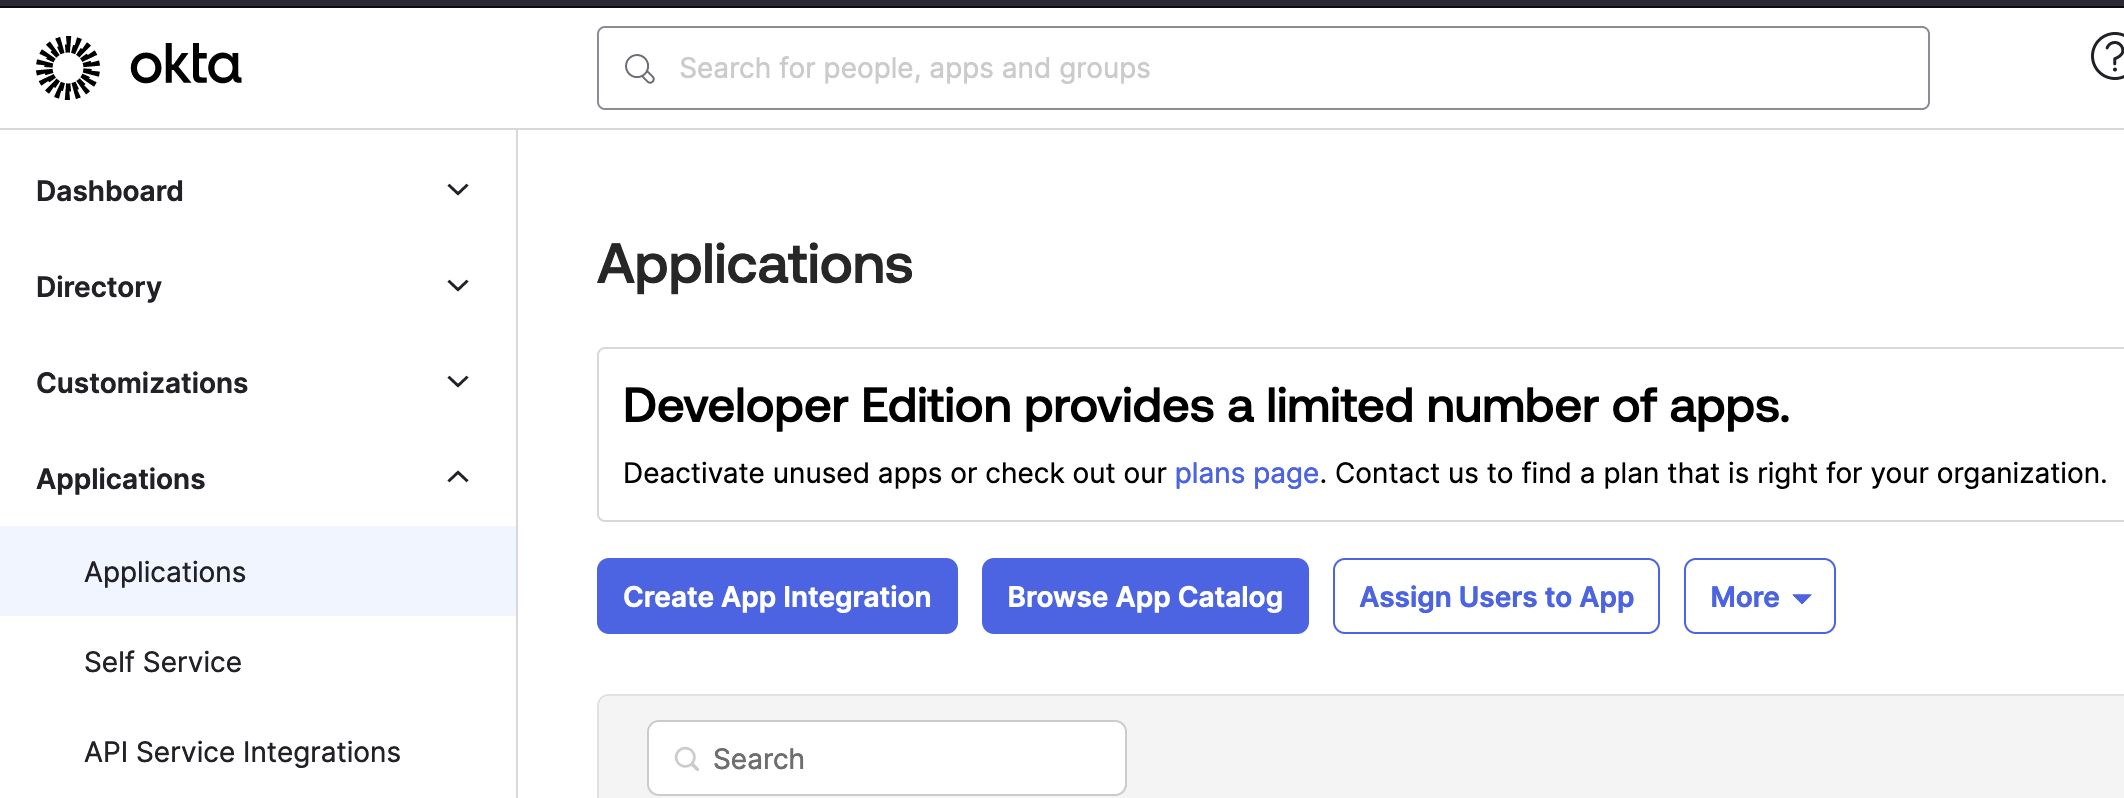 okta
Search for people, apps and groups
Dashboard
Directory
Customizations
Applications
Applications
Self Service
API Service Integrations
Applications
Developer Edition provides a limited number of apps.
Deactivate unused apps or check out our plans page. Contact us to find a plan that is right for your organization.
Create App Integration
Browse App Catalog
Assign Users to App
More
Search